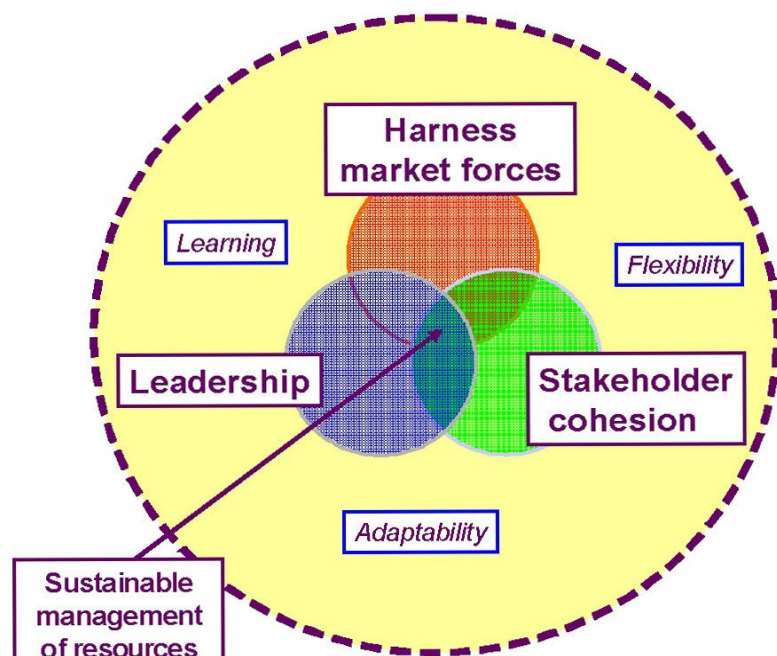 Harness
market forces
Learning
Flexibility
Leadership
Stakeholder
cohesion
Adaptability
Sustainable
management
of resources